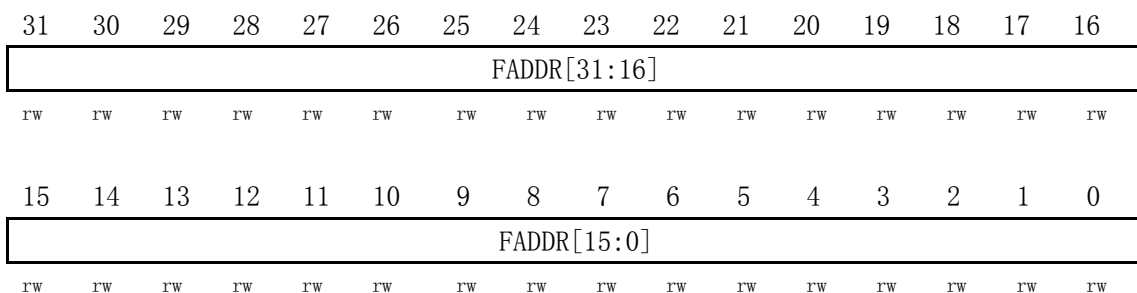 31 30 29 28 27 26 25 24 23 22 21 20 19 18 17 16
FADDR[31:16]
rw rw rw rw rw rw rw rw rw rw rw rw rw rw rw rw
15 14 13 12 11 10 9 8 7 6 5 4 3 2 1 0
FADDR[15:0]
rw rw rw rw rw rw rw rw rw rw rw rw rw rw rw rw